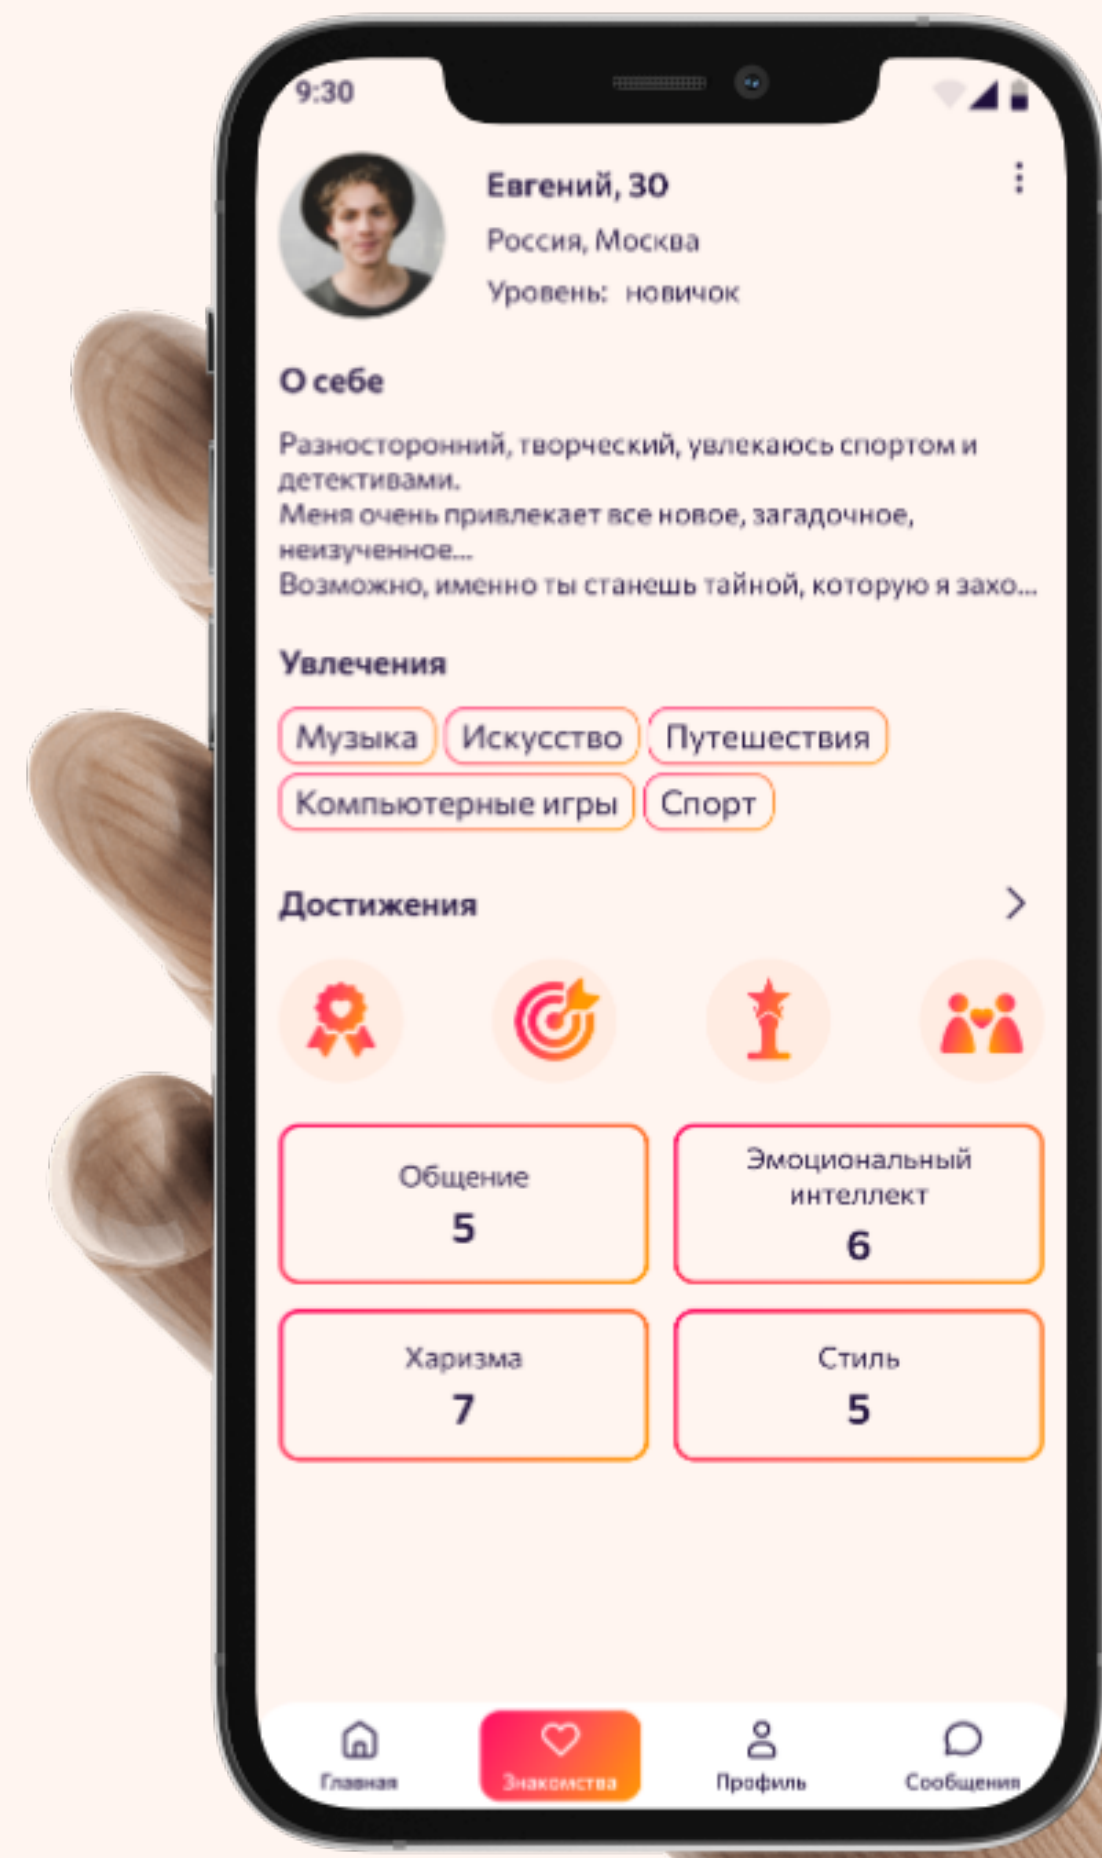 9:30
Евгений, 30
Россия, Москва
Уровень: новичок
О себе
Разносторонний, творческий, увлекаюсь спортом и
детективами.
Меня очень привлекает все новое, загадочное,
неизученное...
Возможно, именно ты станешь тайной, которую я захо...
Увлечения
Музыка Искусство Путешествия
Компьютерные игры Спорт
Достижения
Общение
5
Эмоциональный
интеллект
6
Харизма
7
Стиль
5
Главная Знакомства Профиль Сообщения